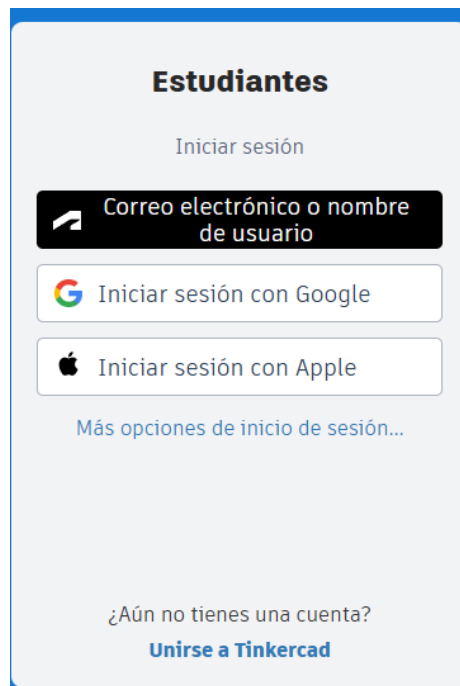 Estudiantes
Iniciar sesión
Correo electrónico o nombre
de usuario
Iniciar sesión con Google
Iniciar sesión con Apple
Más opciones de inicio de sesión...
¿Aún no tienes una cuenta?
Unirse a Tinkercad